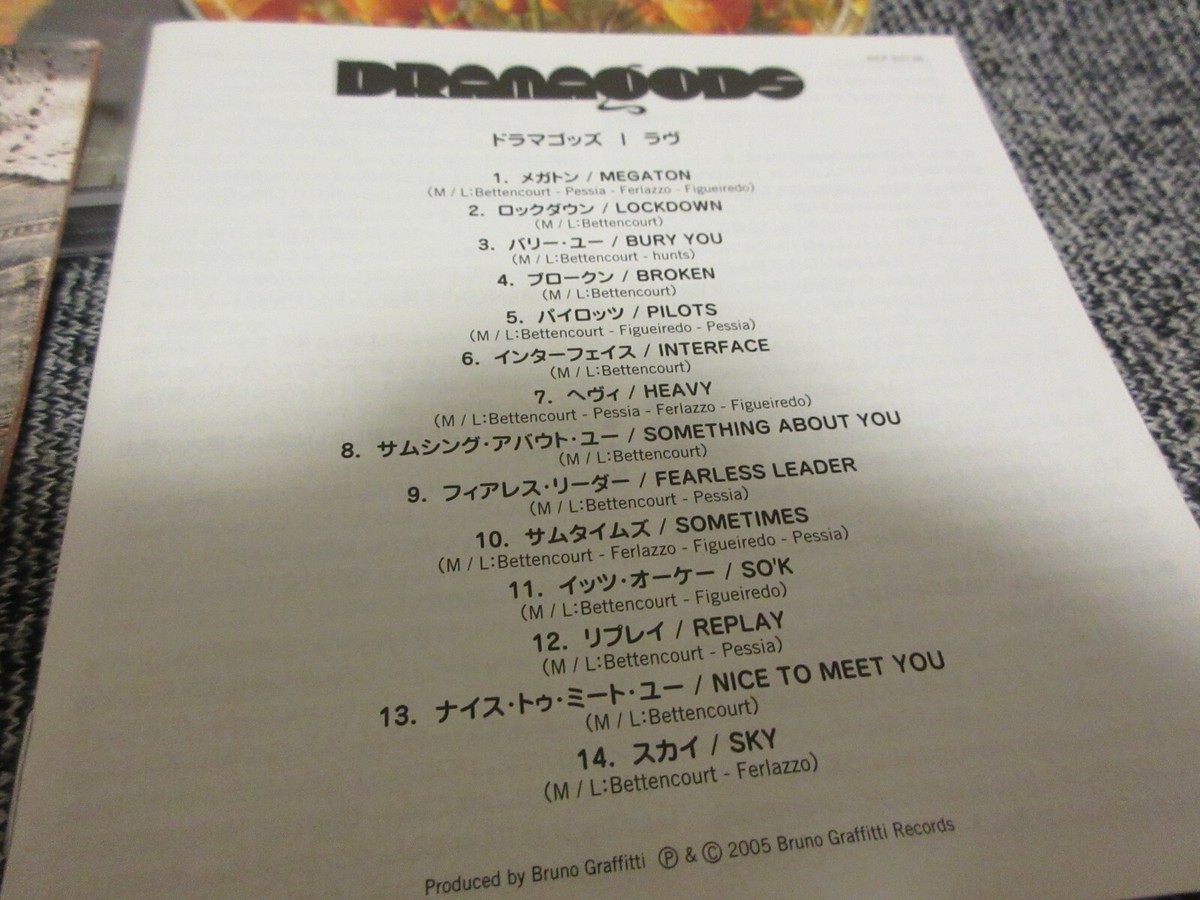 DRAMAGODS
ドラマゴッズ | ラヴ
1. メガトン / MEGATON
(M / L:Bettencourt - Pessia - Ferlazzo - Figueiredo)
2. ロックダウン / LOCKDOWN
(M / L:Bettencourt)
3. バリー・ユー / BURY YOU
(M / L:Bettencourt - hunts)
4. ブロークン / BROKEN
(M / L:Bettencourt)
5. パイロッツ / PILOTS
(M / L:Bettencourt - Figueiredo - Pessia)
6. インターフェイス / INTERFACE
(M / L:Bettencourt)
7. ヘヴィ / HEAVY
(M / L:Bettencourt - Pessia - Ferlazzo - Figueiredo)
8. サムシング・アバウト・ユー / SOMETHING ABOUT YOU
(M / L:Bettencourt)
9. フィアレス・リーダー / FEARLESS LEADER
(M / L:Bettencourt - Pessia)
10. サムタイムズ / SOMETIMES
(M / L:Bettencourt - Ferlazzo - Figueiredo - Pessia)
11. イッツ・オーケー / SO'K
(M / L:Bettencourt - Figueiredo)
12. リプレイ / REPLAY
(M / L:Bettencourt - Pessia)
13. ナイス・トゥ・ミート・ユー / NICE TO MEET YOU
(M / L:Bettencourt)
14. スカイ / SKY
(M / L:Bettencourt - Ferlazzo)
Produced by Bruno Graffitti Ⓟ & Ⓒ 2005 Bruno Graffitti Records